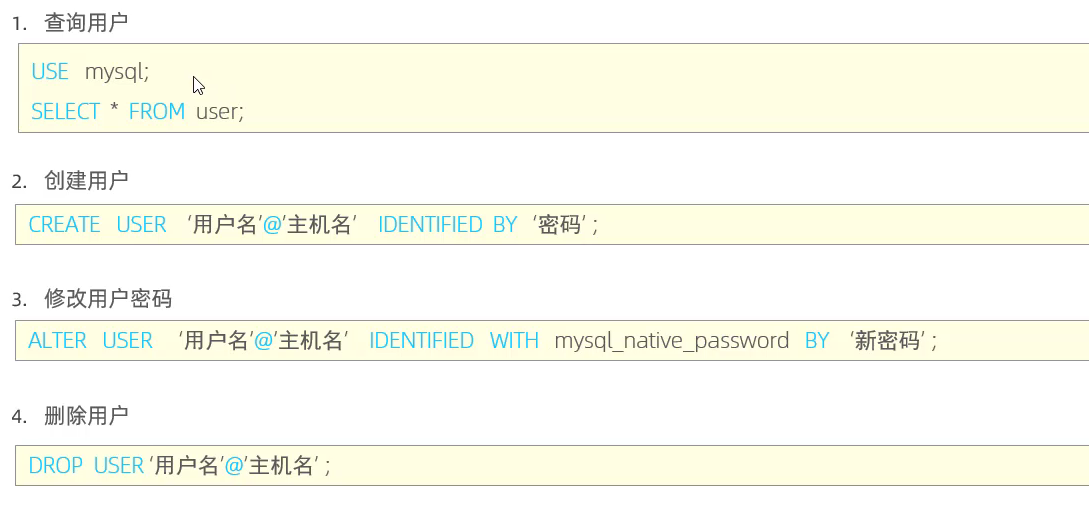 1. 查询用户
USE mysql;
SELECT * FROM user;
2. 创建用户
CREATE USER ‘用户名’@’主机名’ IDENTIFIED BY ‘密码’ ;
3. 修改用户密码
ALTER USER ‘用户名’@’主机名’ IDENTIFIED WITH mysql_native_password BY ‘新密码’ ;
4. 删除用户
DROP USER ‘用户名’@’主机名’ ;